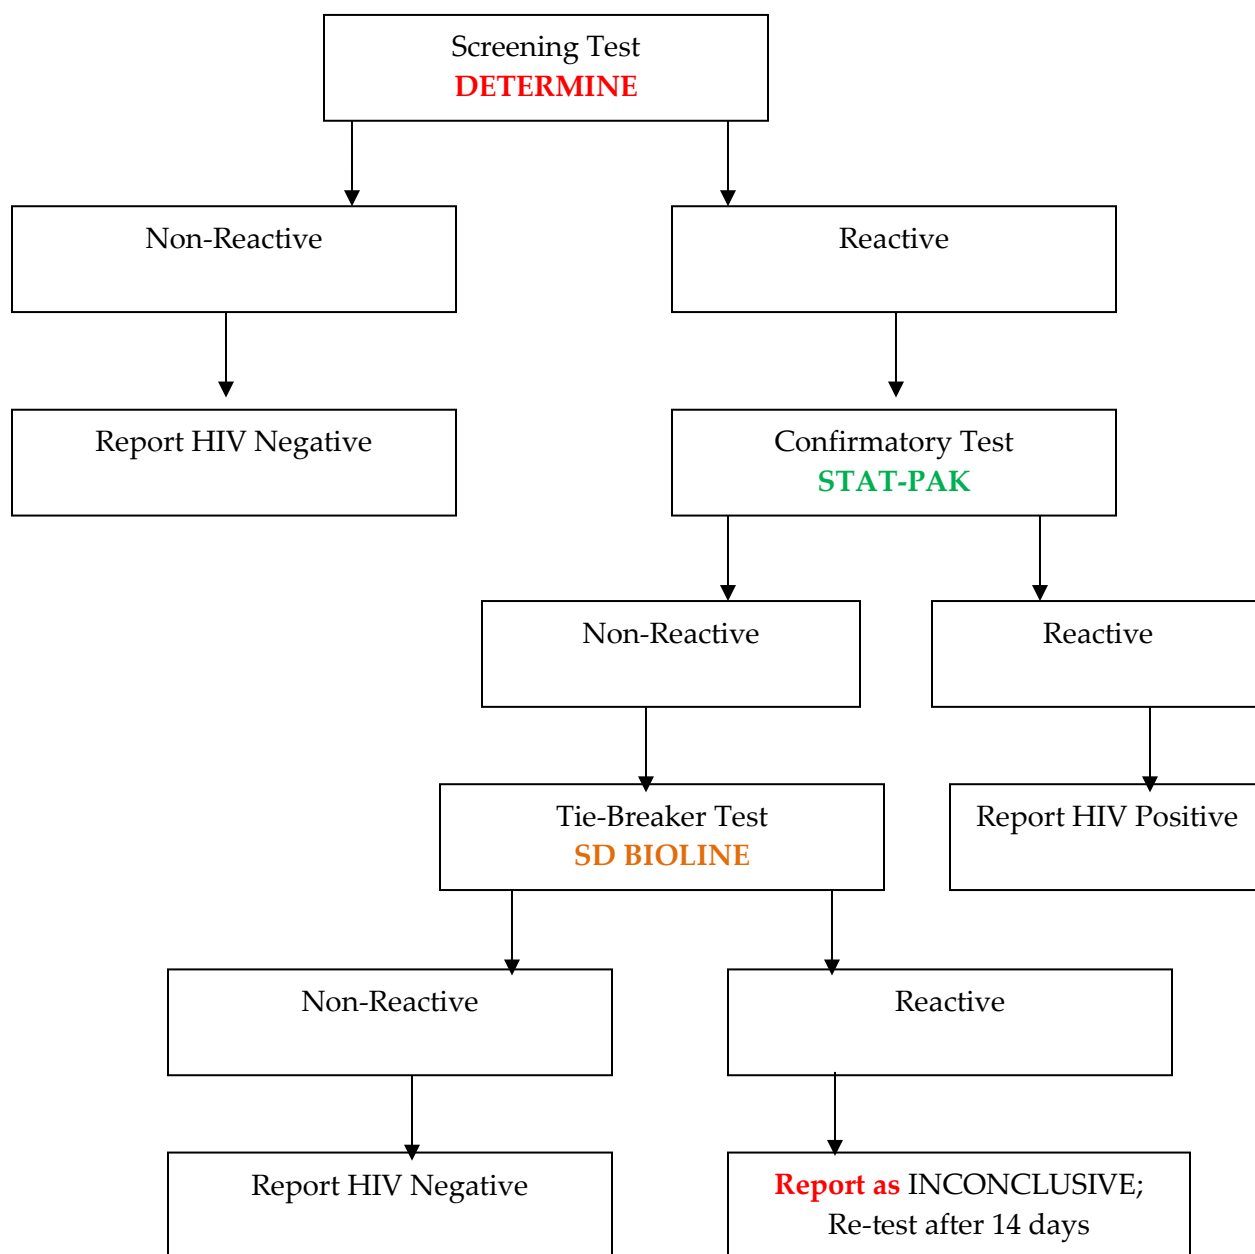 Screening Test
DETERMINE
Non-Reactive
Reactive
Report HIV Negative
Confirmatory Test
STAT-PAK
Non-Reactive
Reactive
Tie-Breaker Test
SD BIOLINE
Report HIV Positive
Non-Reactive
Reactive
Report HIV Negative
Report as INCONCLUSIVE;
Re-test after 14 days